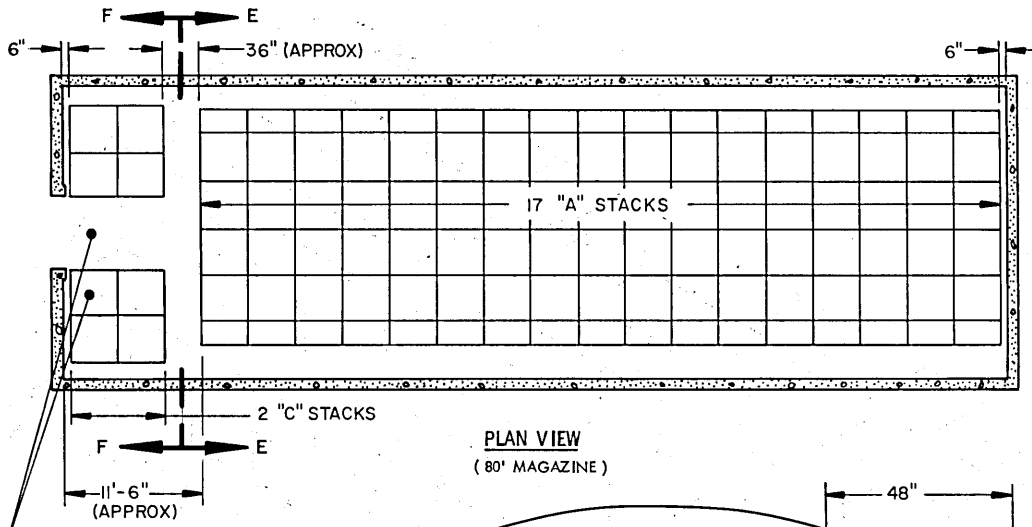 F E
6" 36" (APPROX) 6"
17 "A" STACKS
2 "C" STACKS
F E
PLAN VIEW
(80' MAGAZINE)
11'-6"
(APPROX)
48"